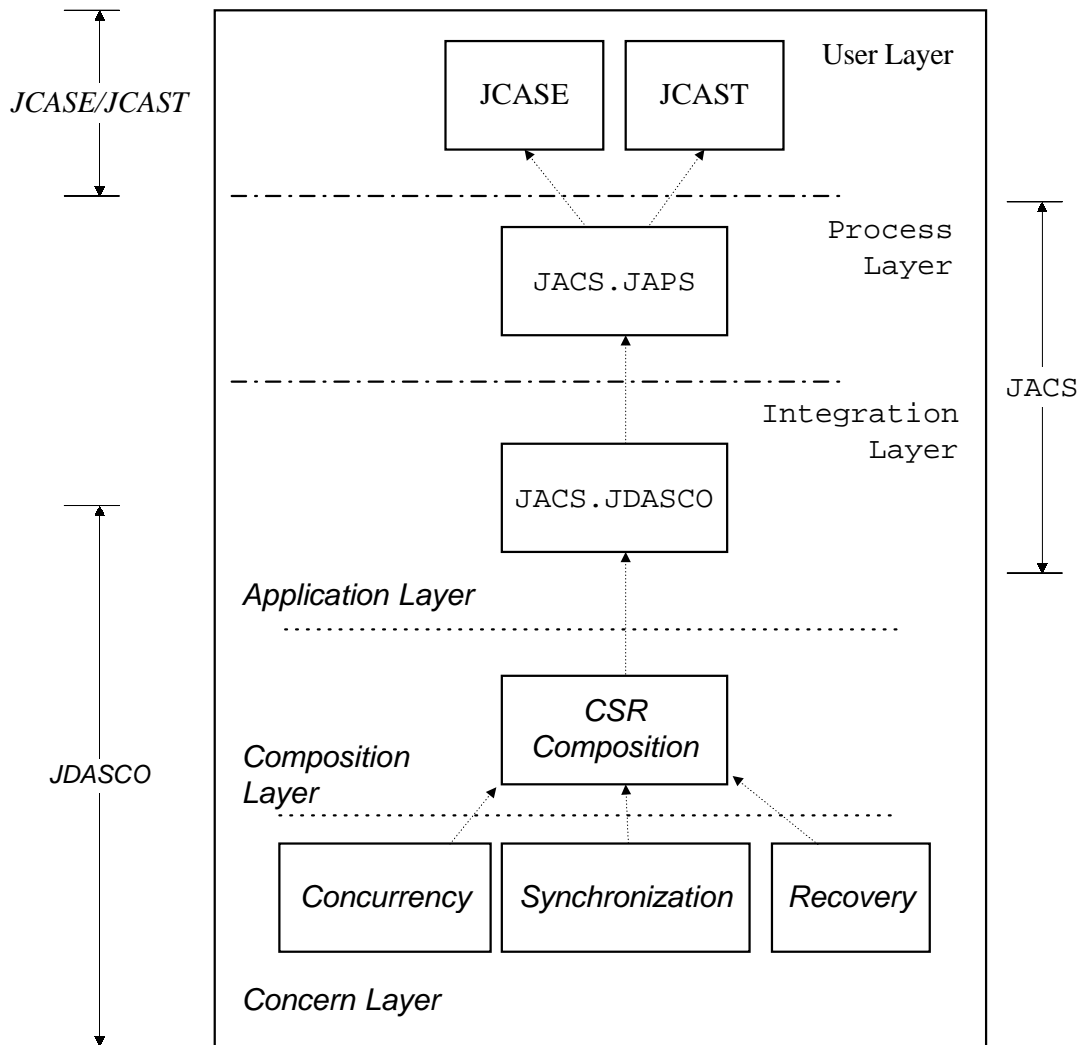 User Layer
JCASE
JCAST
JCASE/JCAST
Process
Layer
JACS.JAPS
JACS
Integration
Layer
JACS.JDASCO
Application Layer
CSR
Composition
Composition
Layer
JDASCO
Concurrency
Synchronization
Recovery
Concern Layer